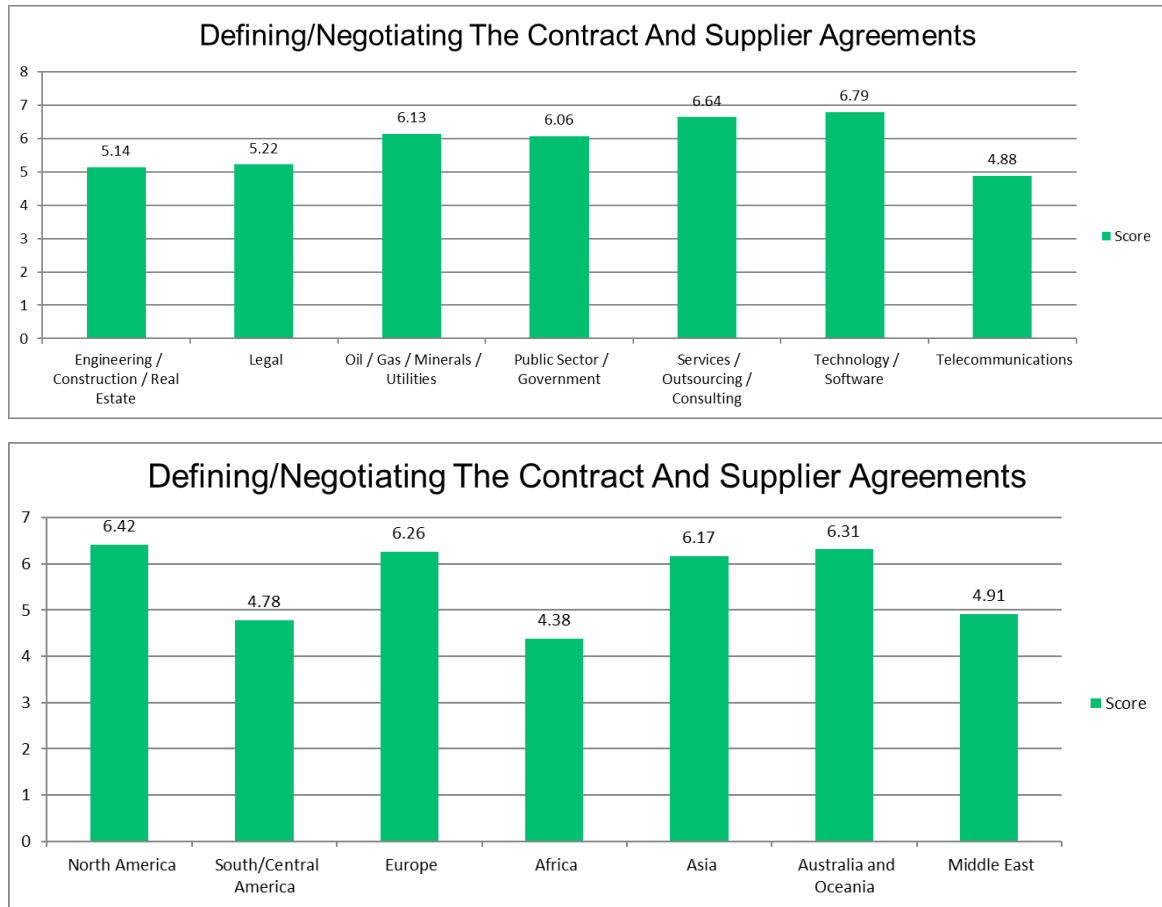 Defining/Negotiating The Contract And Supplier Agreements
8
7
6
5
4
3
2
1
0
5.14
5.22
6.13
6.06
6.64
6.79
4.88
Engineering /
Construction / Real
Estate
Legal
Oil / Gas / Minerals /
Utilities
Public Sector /
Government
Services /
Outsourcing /
Consulting
Technology /
Software
Telecommunications
Score
Defining/Negotiating The Contract And Supplier Agreements
7
6
5
4
3
2
1
0
6.42
4.78
6.26
4.38
6.17
6.31
4.91
North America
South/Central
America
Europe
Africa
Asia
Australia and
Oceania
Middle East
Score